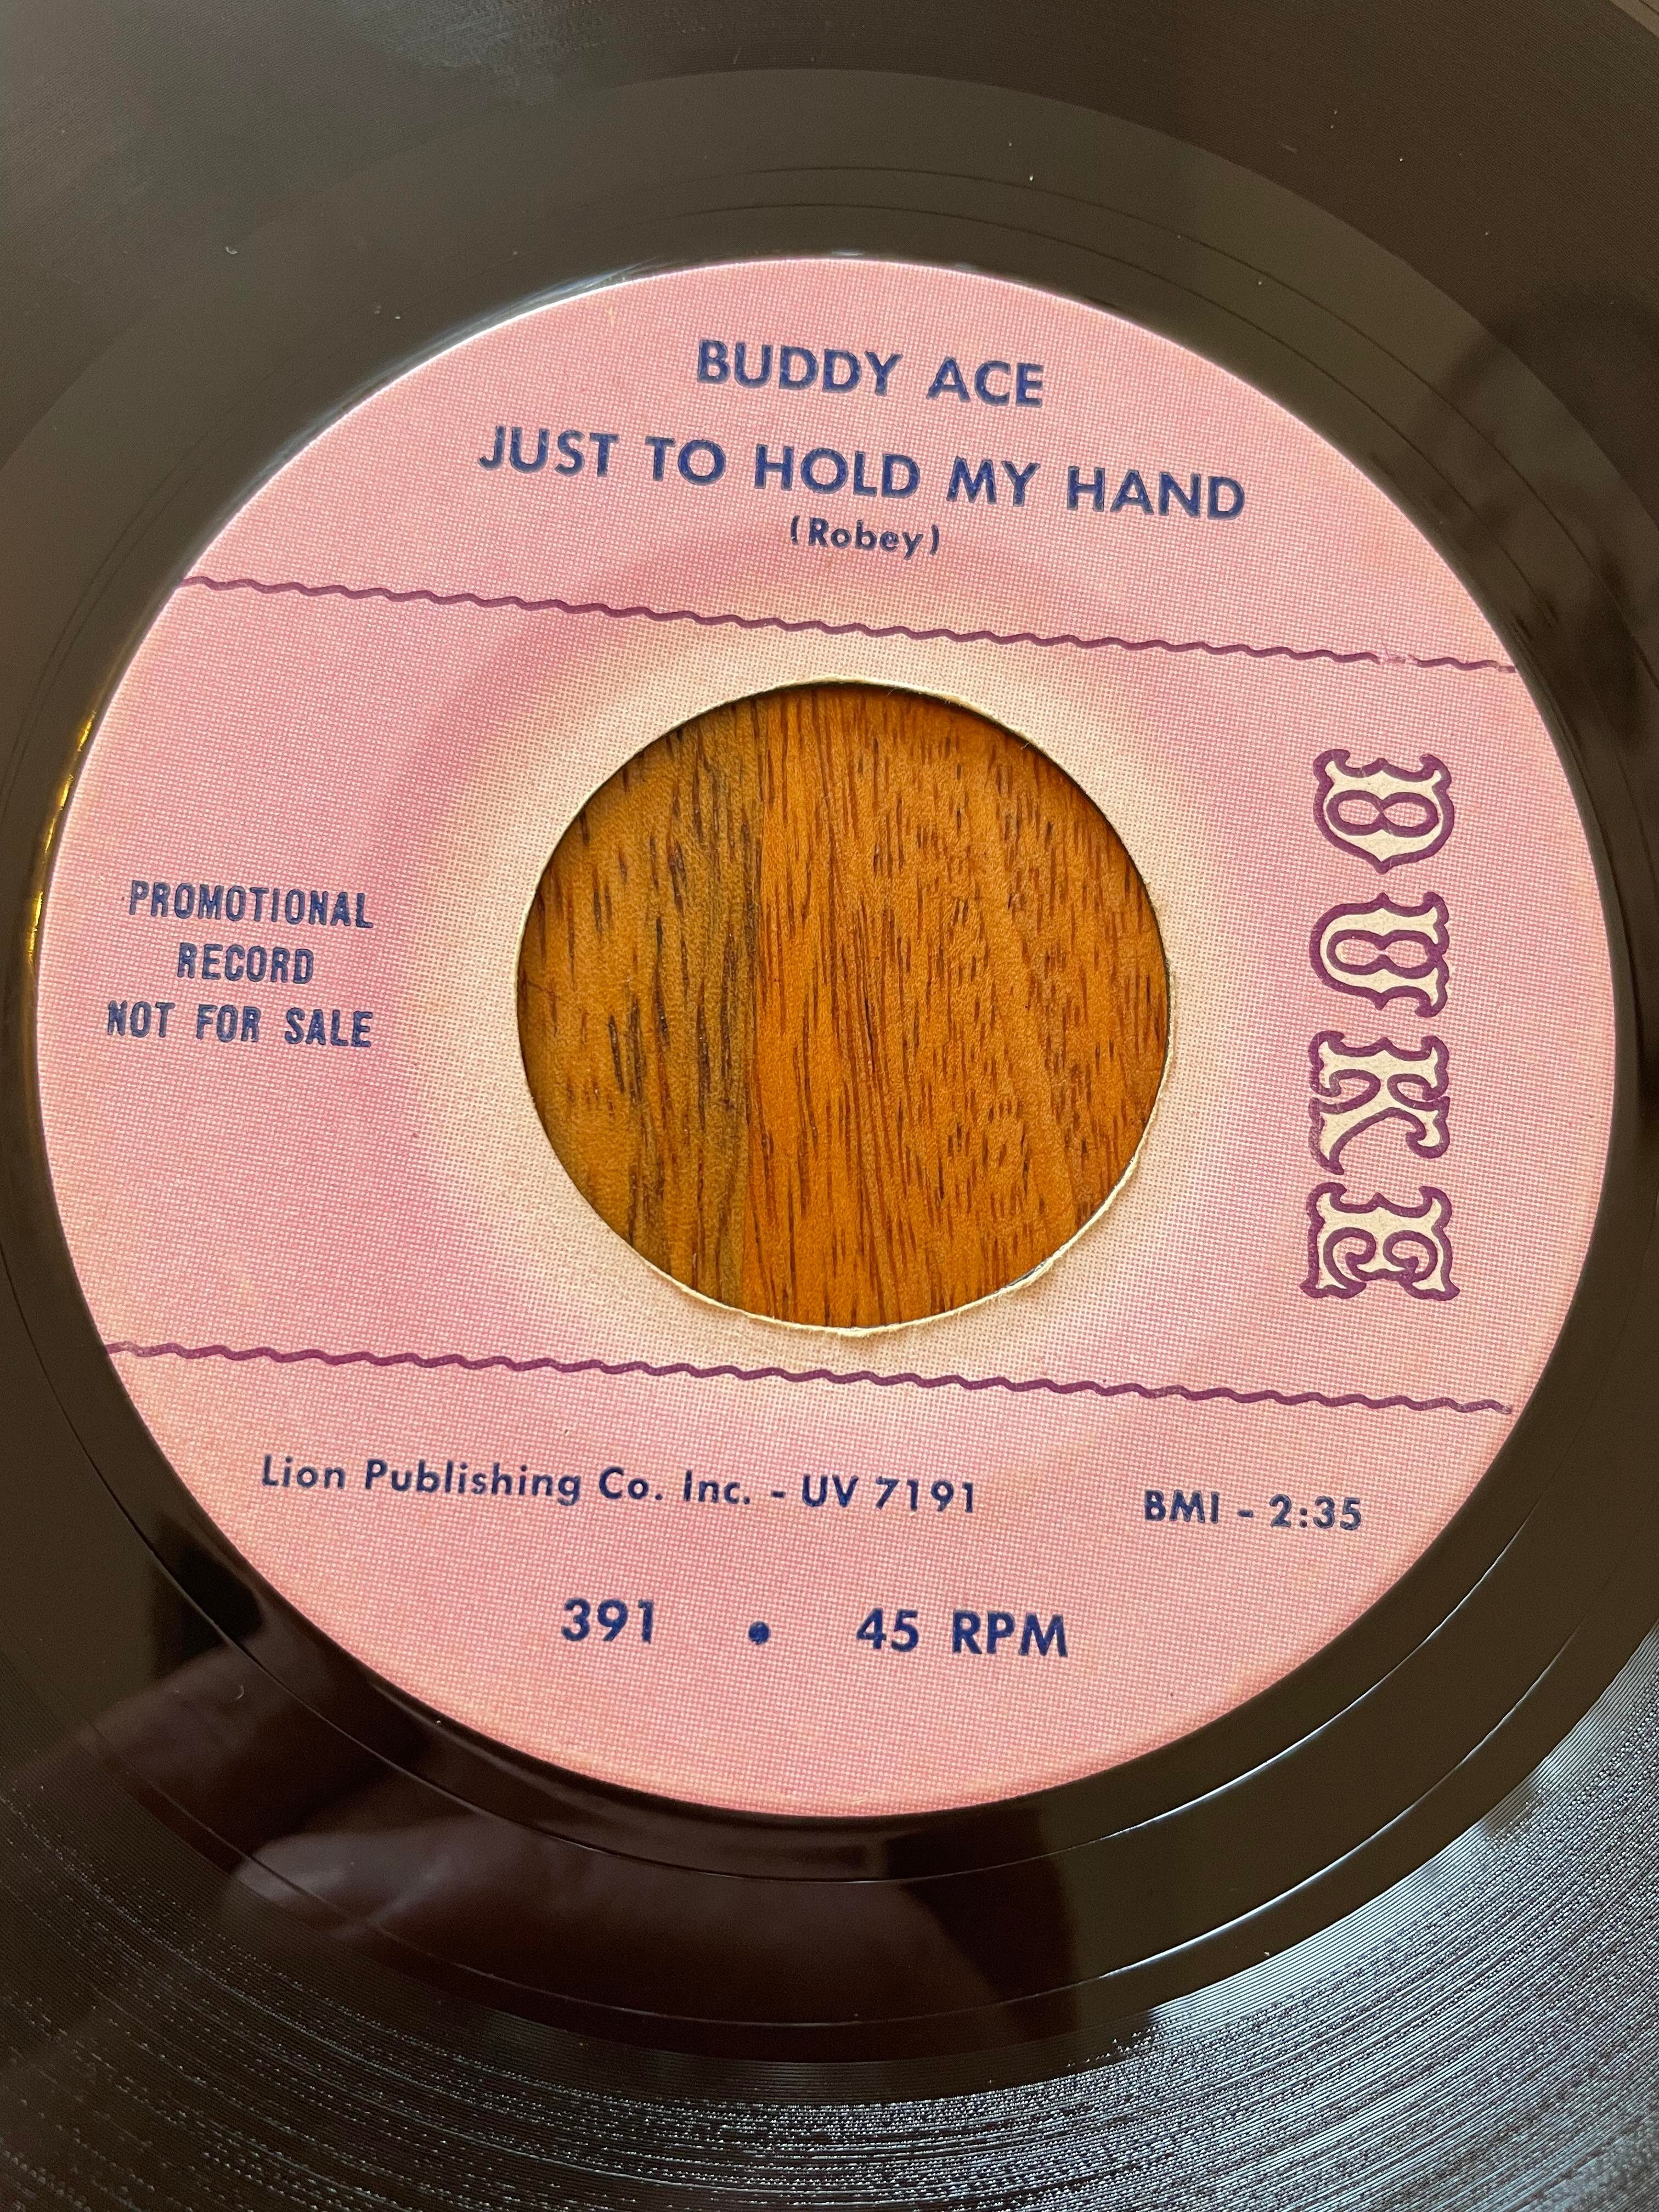 BUDDY ACE
JUST TO HOLD MY HAND
(Robey)
PROMOTIONAL
RECORD
NOT FOR SALE
DUKE
Lion Publishing Co. Inc. - UV 7191 BMI - 2:35
391 • 45 RPM